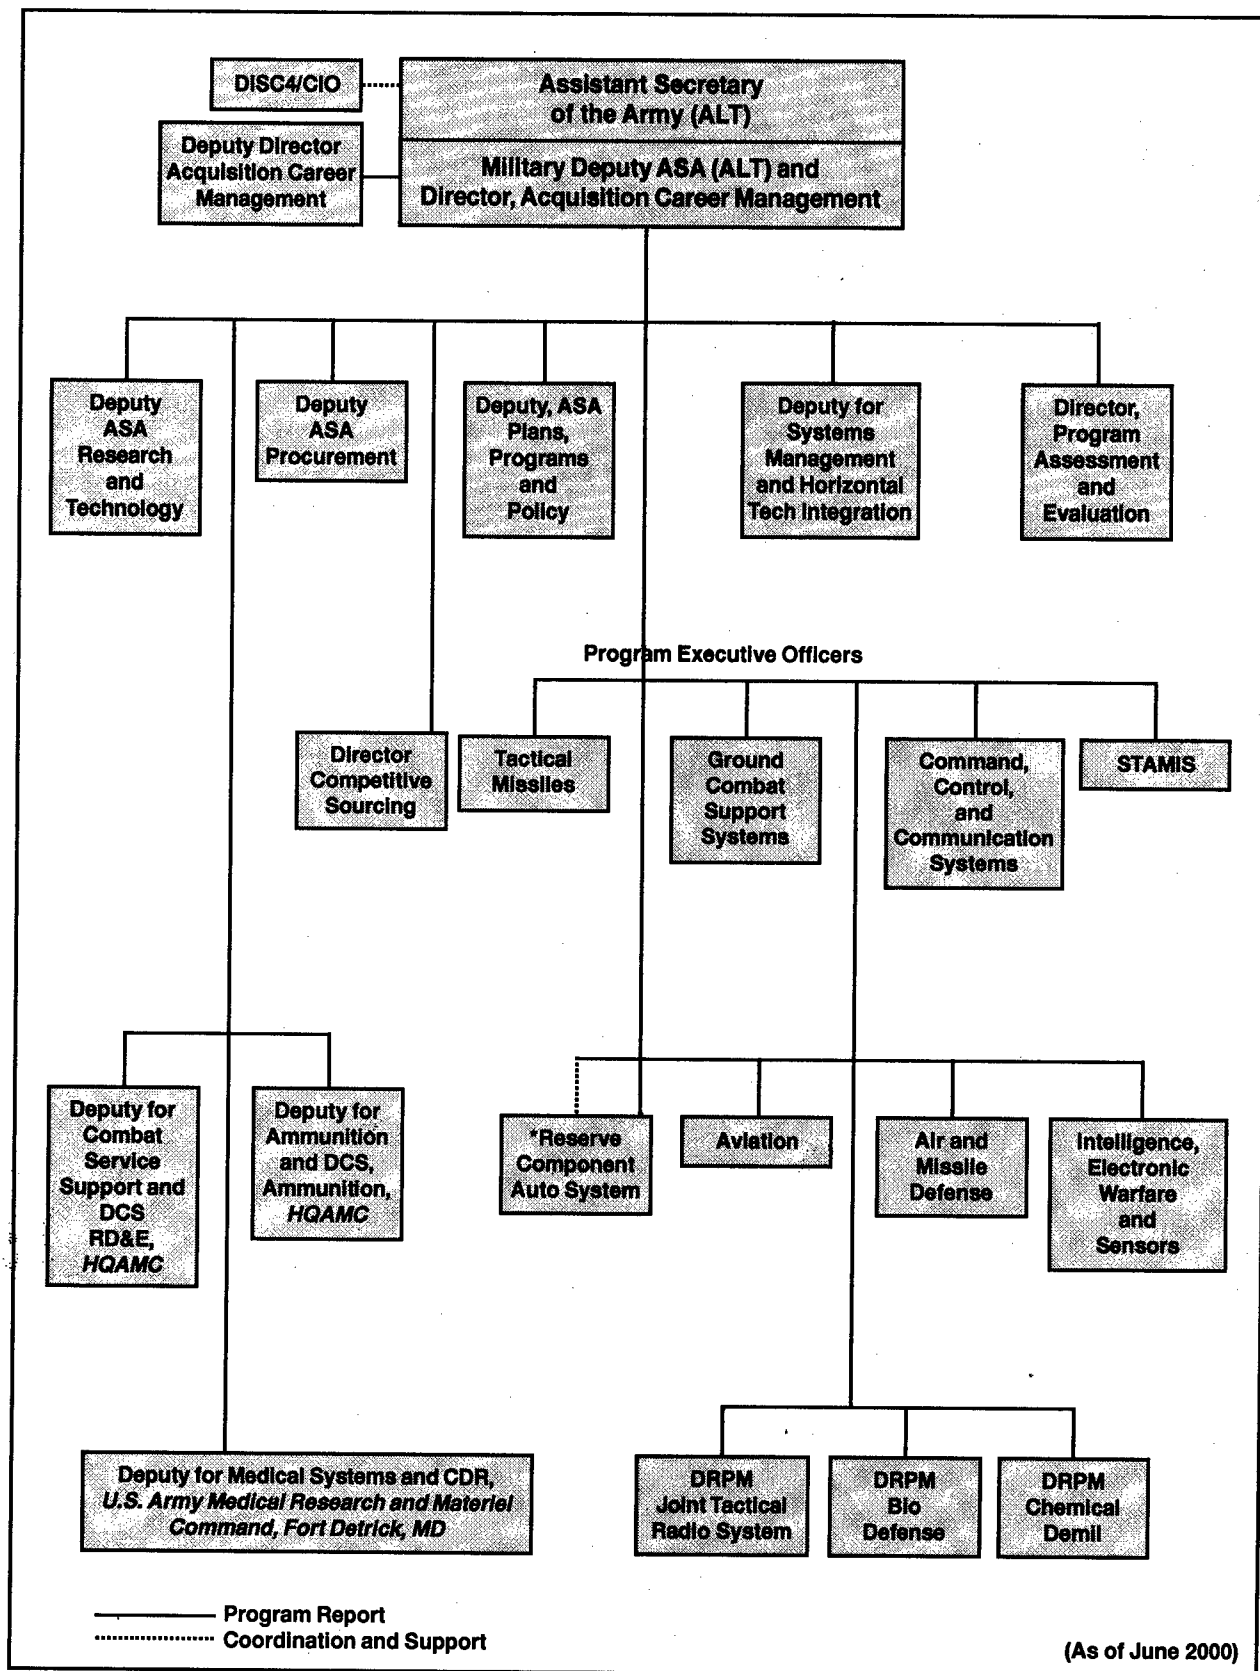 DISC4/CIO
Assistant Secretary
of the Army (ALT)
Deputy Director
Acquisition Career
Management
Military Deputy ASA (ALT) and
Director, Acquisition Career Management
Deputy
ASA
Research
and
Technology
Deputy
ASA
Procurement
Deputy, ASA
Plans,
Programs
and
Policy
Deputy for
Systems
Management
and Horizontal
Tech Integration
Director,
Program
Assessment
and
Evaluation
Program Executive Officers
Director
Competitive
Sourcing
Tactical
Missiles
Ground
Combat
Support
Systems
Command,
Control,
and
Communication
Systems
STAMIS
Deputy for
Combat
Service
Support and
DCS
RD&E,
HQAMC
Deputy for
Ammunition
and DCS,
Ammunition,
HQAMC
*Reserve
Component
Auto System
Aviation
Air and
Missile
Defense
Intelligence,
Electronic
Warfare
and
Sensors
Deputy for Medical Systems and CDR,
U.S. Army Medical Research and Materiel
Command, Fort Detrick, MD
DRPM
Joint Tactical
Radio System
DRPM
Bio
Defense
DRPM
Chemical
Demil
Program Report
Coordination and Support
(As of June 2000)